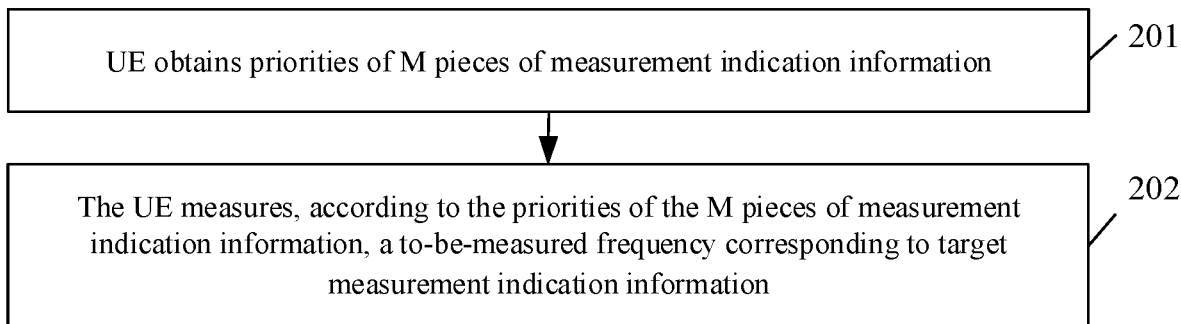 UE obtains priorities of M pieces of measurement indication information
201
The UE measures, according to the priorities of the M pieces of measurement
indication information, a to-be-measured frequency corresponding to target
measurement indication information
202